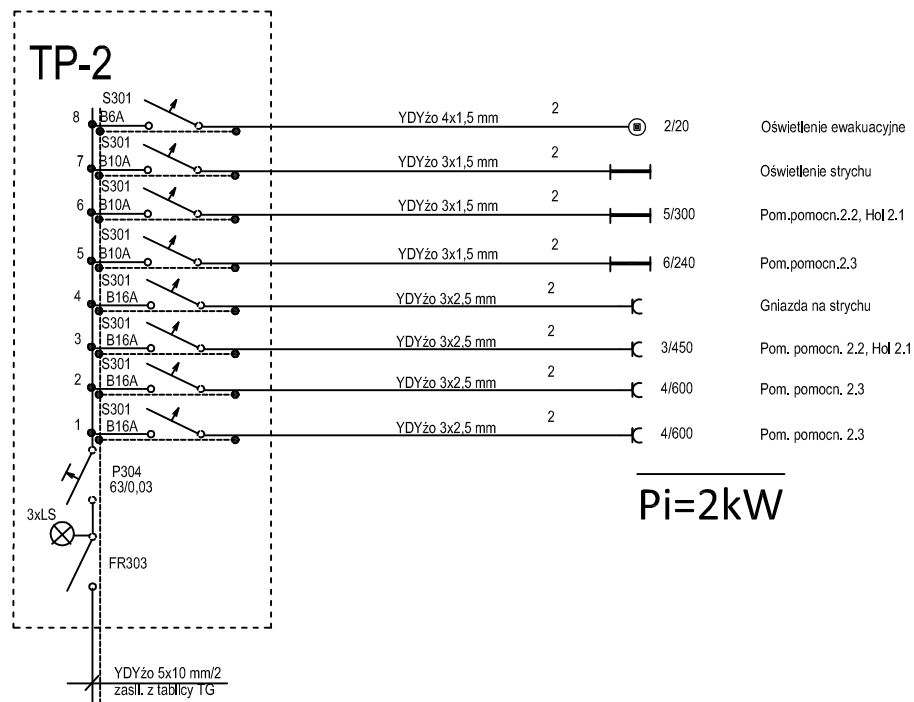 TP-2
S301
8 B6A YDYżo 4x1,5 mm 2 2/20 Oświetlenie ewakuacyjne
S301
7 B10A YDYżo 3x1,5 mm 2 Oświetlenie strychu
S301
6 B10A YDYżo 3x1,5 mm 2 5/300 Pom.pomocn.2.2, Hol 2.1
S301
5 B10A YDYżo 3x1,5 mm 2 6/240 Pom.pomocn.2.3
S301
4 B16A YDYżo 3x2,5 mm 2 Gniazda na strychu
S301
3 B16A YDYżo 3x2,5 mm 2 3/450 Pom. pomocn. 2.2, Hol 2.1
S301
2 B16A YDYżo 3x2,5 mm 2 4/600 Pom. pomocn. 2.3
S301
1 B16A YDYżo 3x2,5 mm 2 4/600 Pom. pomocn. 2.3
P304
63/0,03
Pi=2kW
3xLS
FR303
YDYżo 5x10 mm/2
zasil. z tablicy TG